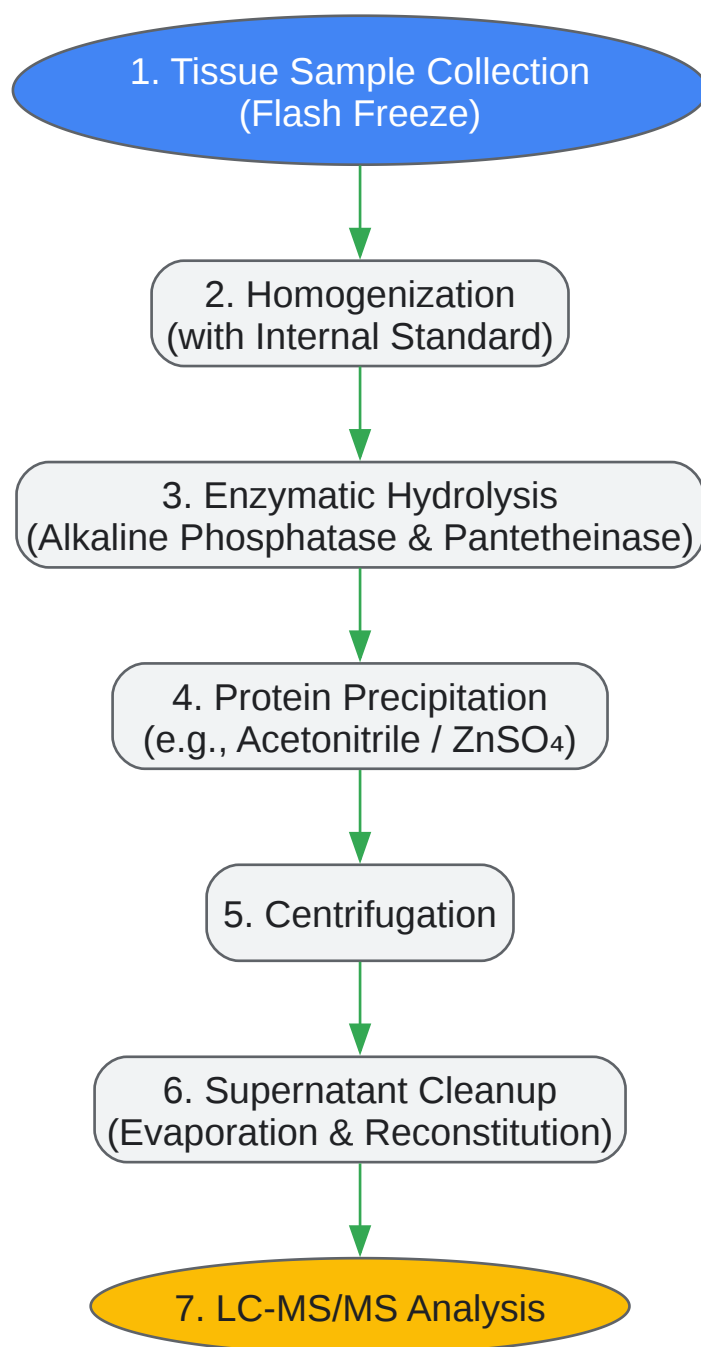 1. Tissue Sample Collection
(Flash Freeze)
2. Homogenization
(with Internal Standard)
3. Enzymatic Hydrolysis
(Alkaline Phosphatase & Pantetheinase)
4. Protein Precipitation
(e.g., Acetonitrile / ZnSO₄)
5. Centrifugation
6. Supernatant Cleanup
(Evaporation & Reconstitution)
7. LC-MS/MS Analysis